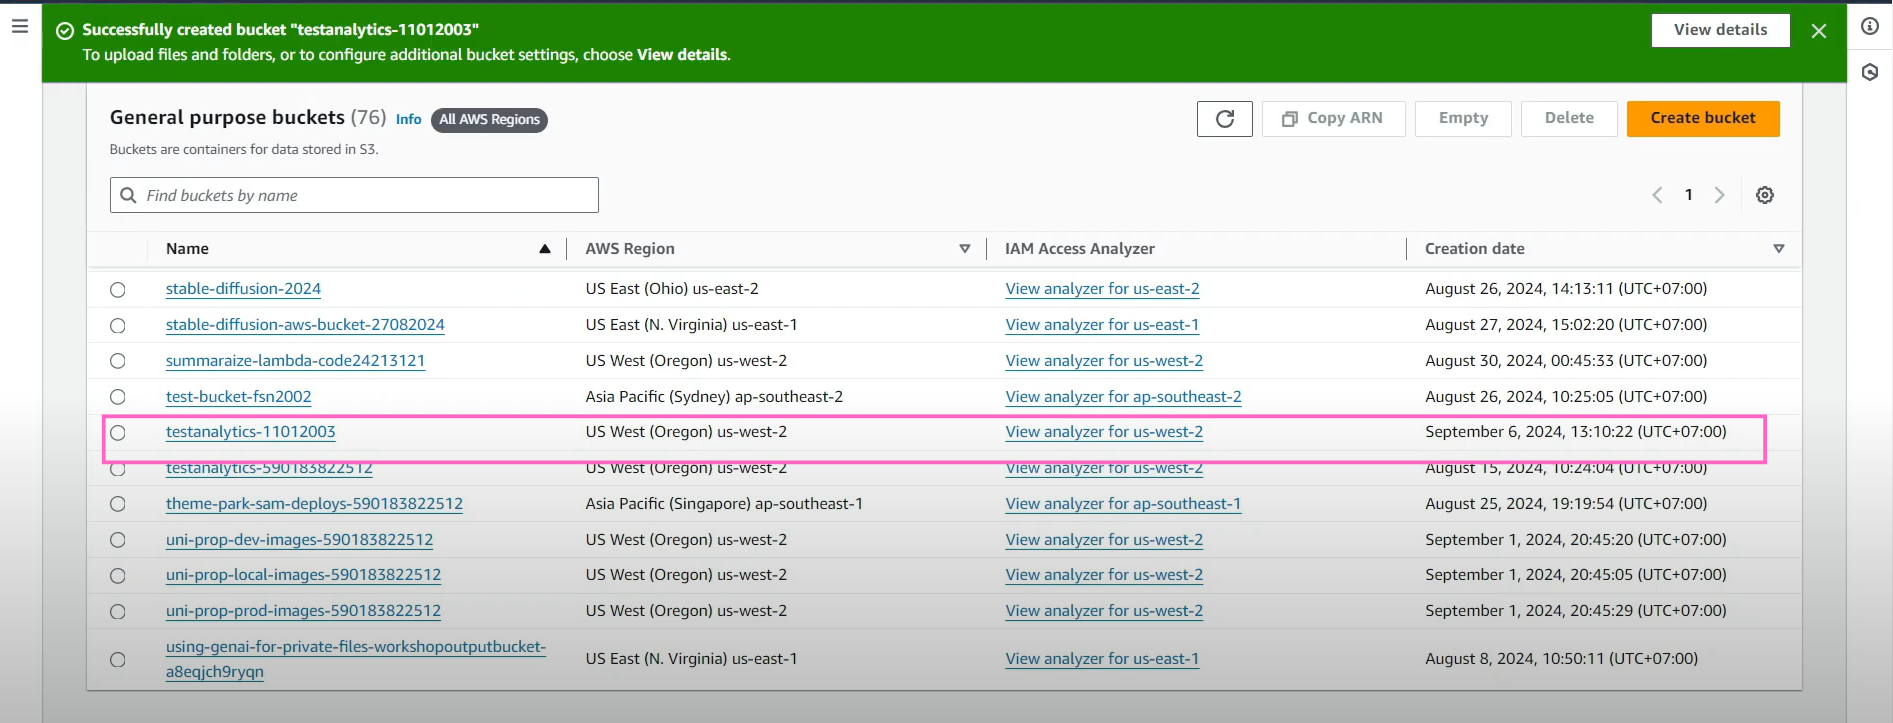 Successfully created bucket "testanalytics-11012003"
To upload files and folders, or to configure additional bucket settings, choose View details.
View details
General purpose buckets (76) Info All AWS Regions
Buckets are containers for data stored in S3.
Copy ARN Empty Delete Create bucket
Find buckets by name
1
Name AWS Region IAM Access Analyzer Creation date
stable-diffusion-2024 US East (Ohio) us-east-2 View analyzer for us-east-2 August 26, 2024, 14:13:11 (UTC+07:00)
stable-diffusion-aws-bucket-27082024 US East (N. Virginia) us-east-1 View analyzer for us-east-1 August 27, 2024, 15:02:20 (UTC+07:00)
summaraize-lambda-code24213121 US West (Oregon) us-west-2 View analyzer for us-west-2 August 30, 2024, 00:45:33 (UTC+07:00)
test-bucket-fsn2002 Asia Pacific (Sydney) ap-southeast-2 View analyzer for ap-southeast-2 August 26, 2024, 10:25:05 (UTC+07:00)
testanalytics-11012003 US West (Oregon) us-west-2 View analyzer for us-west-2 September 6, 2024, 13:10:22 (UTC+07:00)
testanalytics-590183822512 US West (Oregon) us-west-2 View analyzer for us-west-2 August 15, 2024, 10:24:04 (UTC+07:00)
theme-park-sam-deploys-590183822512 Asia Pacific (Singapore) ap-southeast-1 View analyzer for ap-southeast-1 August 25, 2024, 19:19:54 (UTC+07:00)
uni-prop-dev-images-590183822512 US West (Oregon) us-west-2 View analyzer for us-west-2 September 1, 2024, 20:45:20 (UTC+07:00)
uni-prop-local-images-590183822512 US West (Oregon) us-west-2 View analyzer for us-west-2 September 1, 2024, 20:45:05 (UTC+07:00)
uni-prop-prod-images-590183822512 US West (Oregon) us-west-2 View analyzer for us-west-2 September 1, 2024, 20:45:29 (UTC+07:00)
using-genai-for-private-files-workshopoutputbucket-
a8eqjch9ryqn US East (N. Virginia) us-east-1 View analyzer for us-east-1 August 8, 2024, 10:50:11 (UTC+07:00)